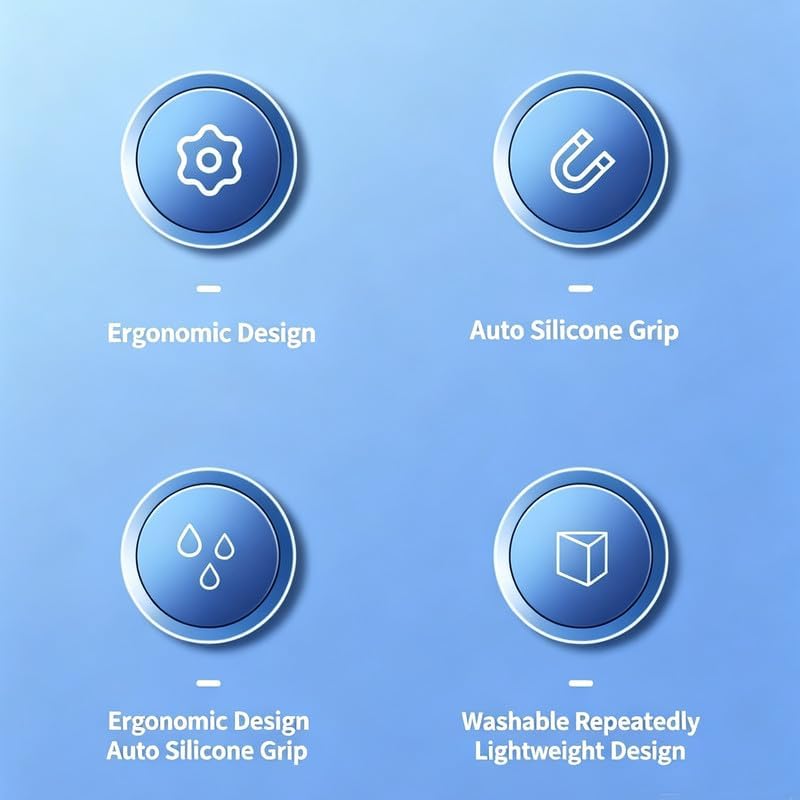 Ergonomic Design
Auto Silicone Grip
Ergonomic Design
Auto Silicone Grip
Washable Repeatedly
Lightweight Design